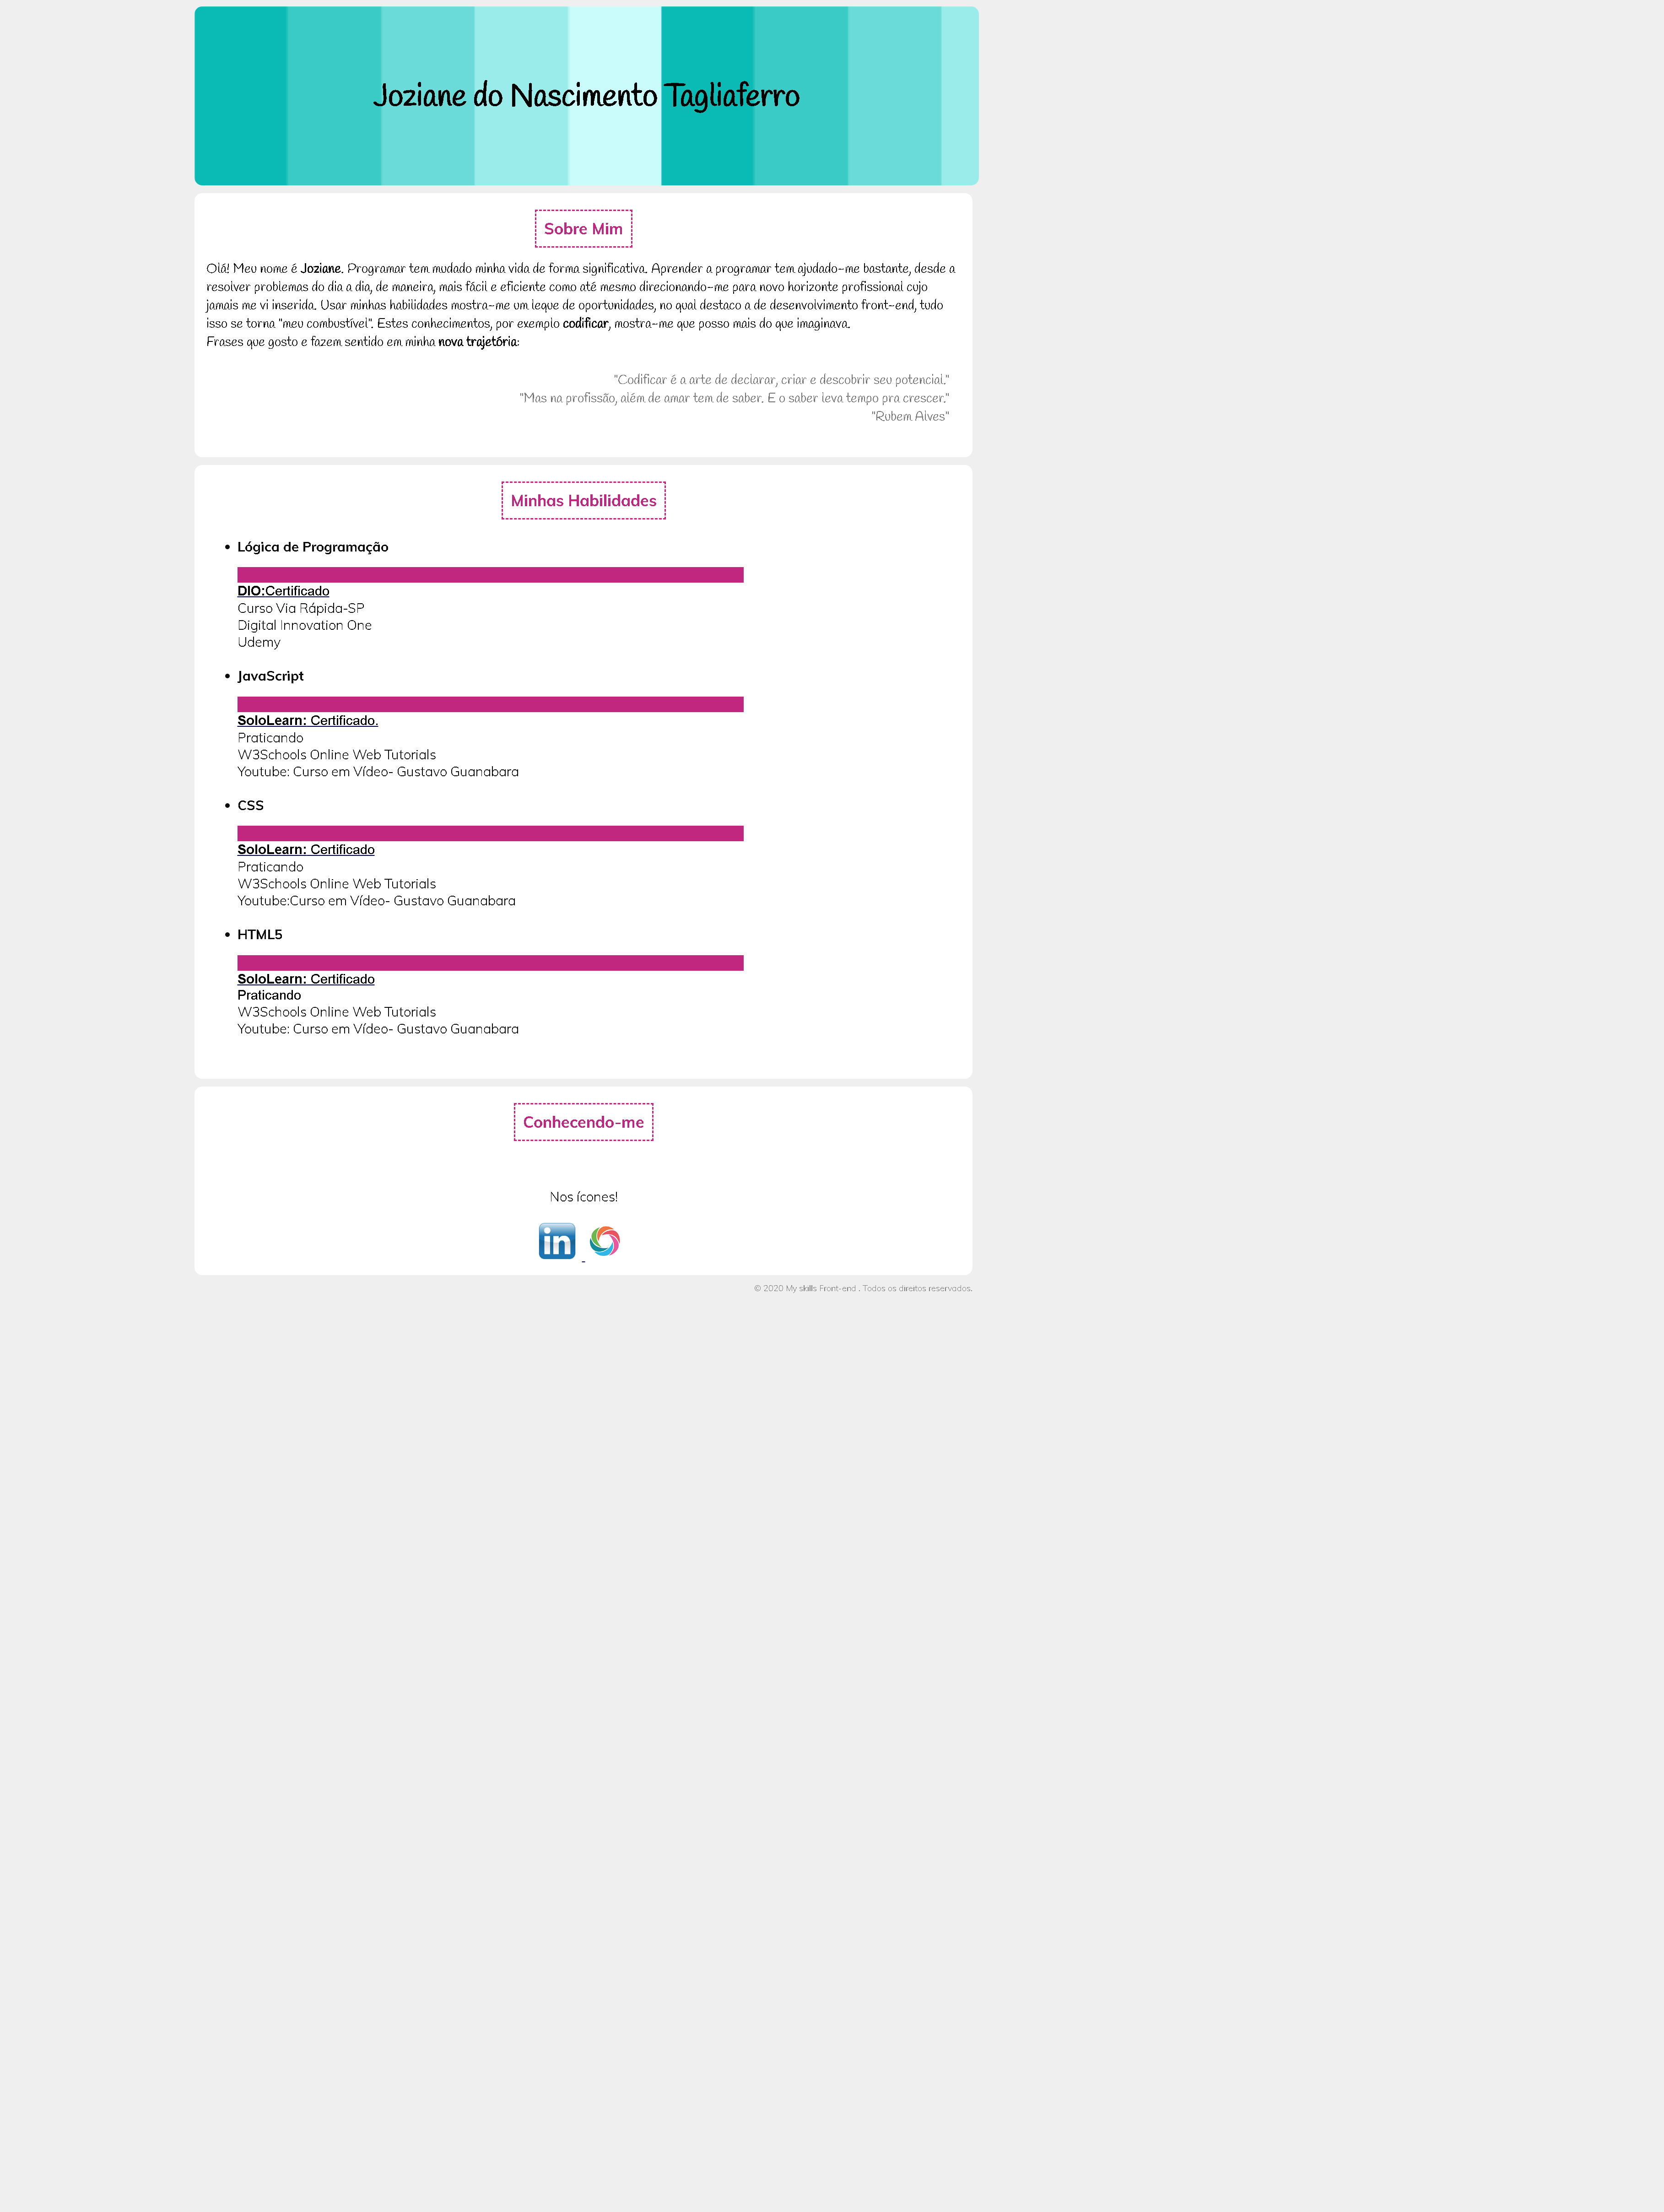 Joziane do Nascimento Tagliaferro
Sobre Mim
Olá! Meu nome é Joziane. Programar tem mudado minha vida de forma significativa. Aprender a programar tem ajudado-me bastante, desde a
resolver problemas do dia a dia, de maneira, mais fácil e eficiente como até mesmo direcionando-me para novo horizonte profissional cujo
jamais me vi inserida. Usar minhas habilidades mostra-me um leque de oportunidades, no qual destaco a de desenvolvimento front-end, tudo
isso se torna "meu combustível". Estes conhecimentos, por exemplo codificar, mostra-me que posso mais do que imaginava.
Frases que gosto e fazem sentido em minha nova trajetória:
"Codificar é a arte de declarar, criar e descobrir seu potencial."
"Mas na profissão, além de amar tem de saber. E o saber leva tempo pra crescer."
"Rubem Alves"
Minhas Habilidades
• Lógica de Programação
DIO:Certificado
Curso Via Rápida-SP
Digital Innovation One
Udemy
• JavaScript
SoloLearn: Certificado.
Praticando
W3Schools Online Web Tutorials
Youtube: Curso em Vídeo- Gustavo Guanabara
• CSS
SoloLearn: Certificado
Praticando
W3Schools Online Web Tutorials
Youtube:Curso em Vídeo- Gustavo Guanabara
• HTML5
SoloLearn: Certificado
Praticando
W3Schools Online Web Tutorials
Youtube: Curso em Vídeo- Gustavo Guanabara
Conhecendo-me
Nos ícones!
in
© 2020 My skills Front-end . Todos os direitos reservados.